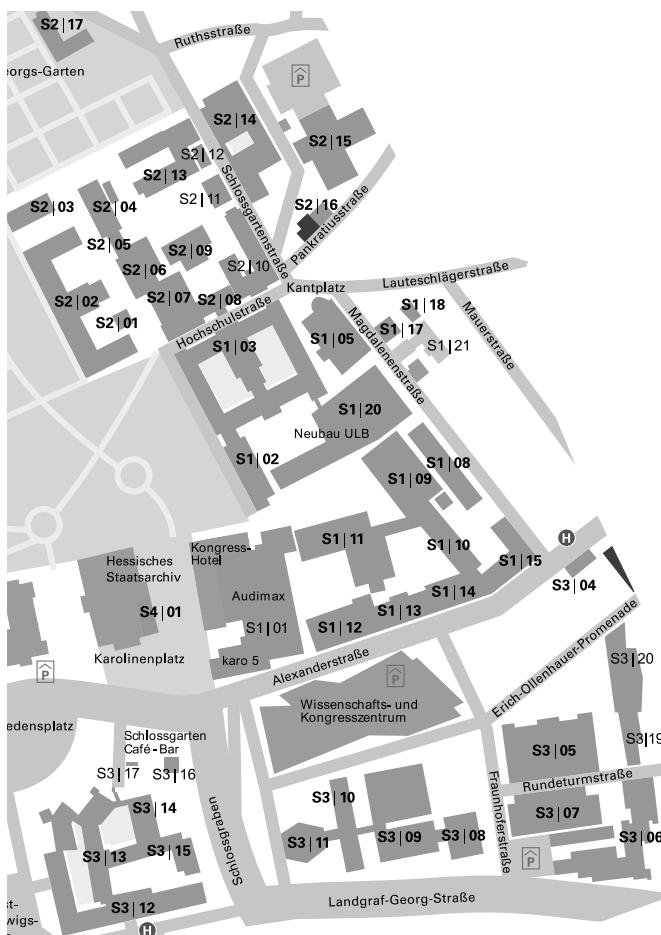 S2|17
Ruthsstraße
eorgs-Garten
P
S2|14
S2|12
S2|15
S2|13
S2|11
S2|03
S2|04
S2|16
Schlossgartenstraße
Pankratiusstraße
S2|05
S2|09
S2|06
S2|10
S2|02
S2|07
S2|08
S2|01
Kantplatz
Lauteschlägerstraße
Hochschulstraße
S1|18
S1|17
Mauerstraße
S1|03
S1|05
S1|21
Magdalenenstraße
S1|20
Neubau ULB
S1|02
S1|08
S1|09
Kongress-
Hotel
S1|11
S1|10
H
Hessisches
Staatsarchiv
S1|15
S3|04
Audimax
S1|14
S4|01
S1|13
S1|01
S1|12
Karolinenplatz
karo 5
Alexanderstraße
Erich-Ollenhauer-Promenade
S3|20
P
P
Wissenschafts- und
Kongresszentrum
edensplatz
Schlossgarten
Café-Bar
S3|19
S3|05
S3|17
S3|16
Rundeturmstraße
S3|14
S3|10
Fraunhoferstraße
S3|07
Schlossgraben
S3|11
S3|09
S3|08
S3|06
S3|13
S3|15
P
S3|12
Landgraf-Georg-Straße
st-
wigs-
H